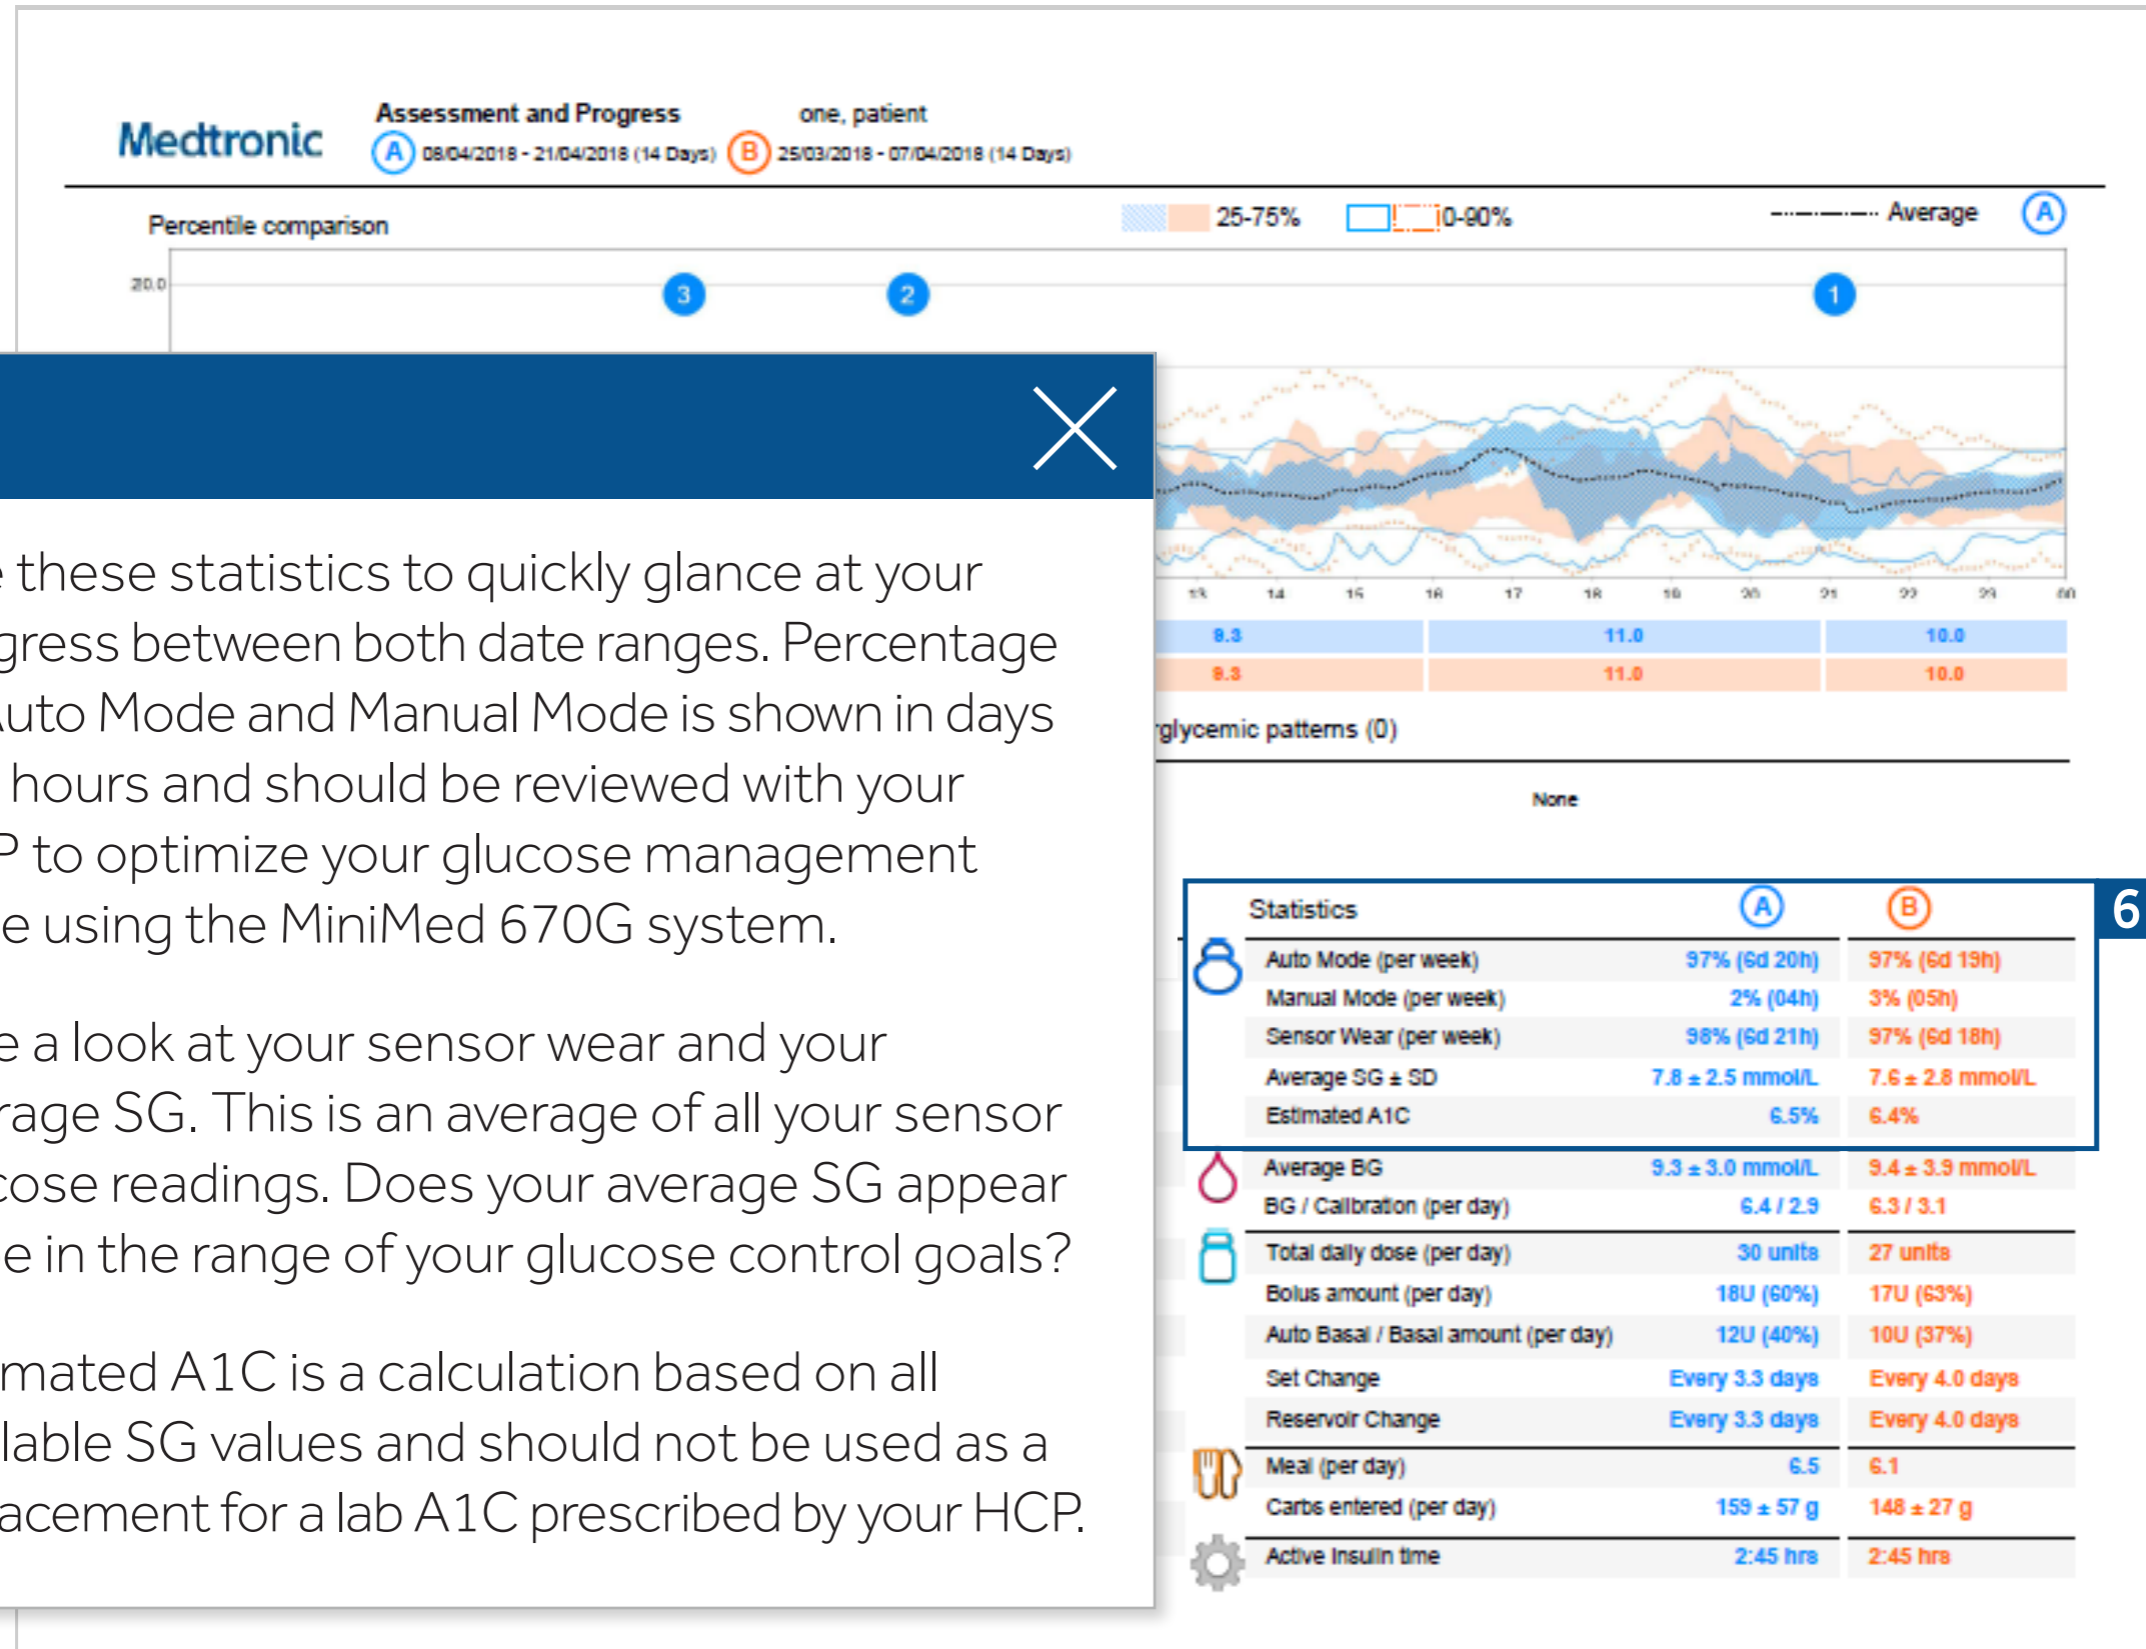 Medtronic
Assessment and Progress one, patient
A 08/04/2018 - 21/04/2018 (14 Days) B 25/03/2018 - 07/04/2018 (14 Days)
Percentile comparison 25-75% 0-90% Average A
20.0
3 2 1
13 14 15 16 17 18 19 20 21 22 23 00
9.3 11.0 10.0
9.3 11.0 10.0
glycemic patterns (0)
None
e these statistics to quickly glance at your
gress between both date ranges. Percentage
Auto Mode and Manual Mode is shown in days
hours and should be reviewed with your
P to optimize your glucose management
e using the MiniMed 670G system.
e a look at your sensor wear and your
rage SG. This is an average of all your sensor
cose readings. Does your average SG appear
e in the range of your glucose control goals?
mated A1C is a calculation based on all
lable SG values and should not be used as a
acement for a lab A1C prescribed by your HCP.
Statistics A B
6
Auto Mode (per week) 97% (6d 20h) 97% (6d 19h)
Manual Mode (per week) 2% (04h) 3% (05h)
Sensor Wear (per week) 98% (6d 21h) 97% (6d 18h)
Average SG ± SD 7.8 ± 2.5 mmol/L 7.6 ± 2.8 mmol/L
Estimated A1C 6.5% 6.4%
Average BG 9.3 ± 3.0 mmol/L 9.4 ± 3.9 mmol/L
BG / Calibration (per day) 6.4 / 2.9 6.3 / 3.1
Total daily dose (per day) 30 units 27 units
Bolus amount (per day) 18U (60%) 17U (63%)
Auto Basal / Basal amount (per day) 12U (40%) 10U (37%)
Set Change Every 3.3 days Every 4.0 days
Reservoir Change Every 3.3 days Every 4.0 days
Meal (per day) 6.5 6.1
Carbs entered (per day) 159 ± 57 g 148 ± 27 g
Active Insulin time 2:45 hrs 2:45 hrs